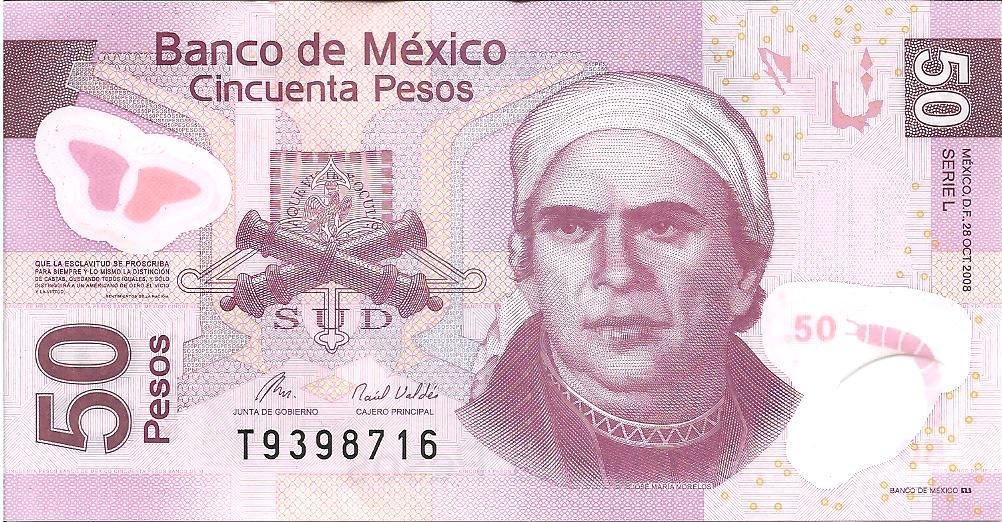 Banco de México
Cincuenta Pesos
50
MÉXICO, D.F. 28 OCT. 2008
SERIE L
QUE LA ESCLAVITUD SE PROSCRIBA
PARA SIEMPRE Y LO MISMO LA DISTINCIÓN
DE CASTAS, QUEDANDO TODOS IGUALES, Y SÓLO
DISTINGUIRÁ A UN AMERICANO DE OTRO EL VICIO
Y LA VIRTUD.
SENTIMIENTOS DE LA NACIÓN
SUD
50
50 Pesos
JUNTA DE GOBIERNO
CAJERO PRINCIPAL
T9398716
JOSÉ MARÍA MORELOS
BANCO DE MÉXICO